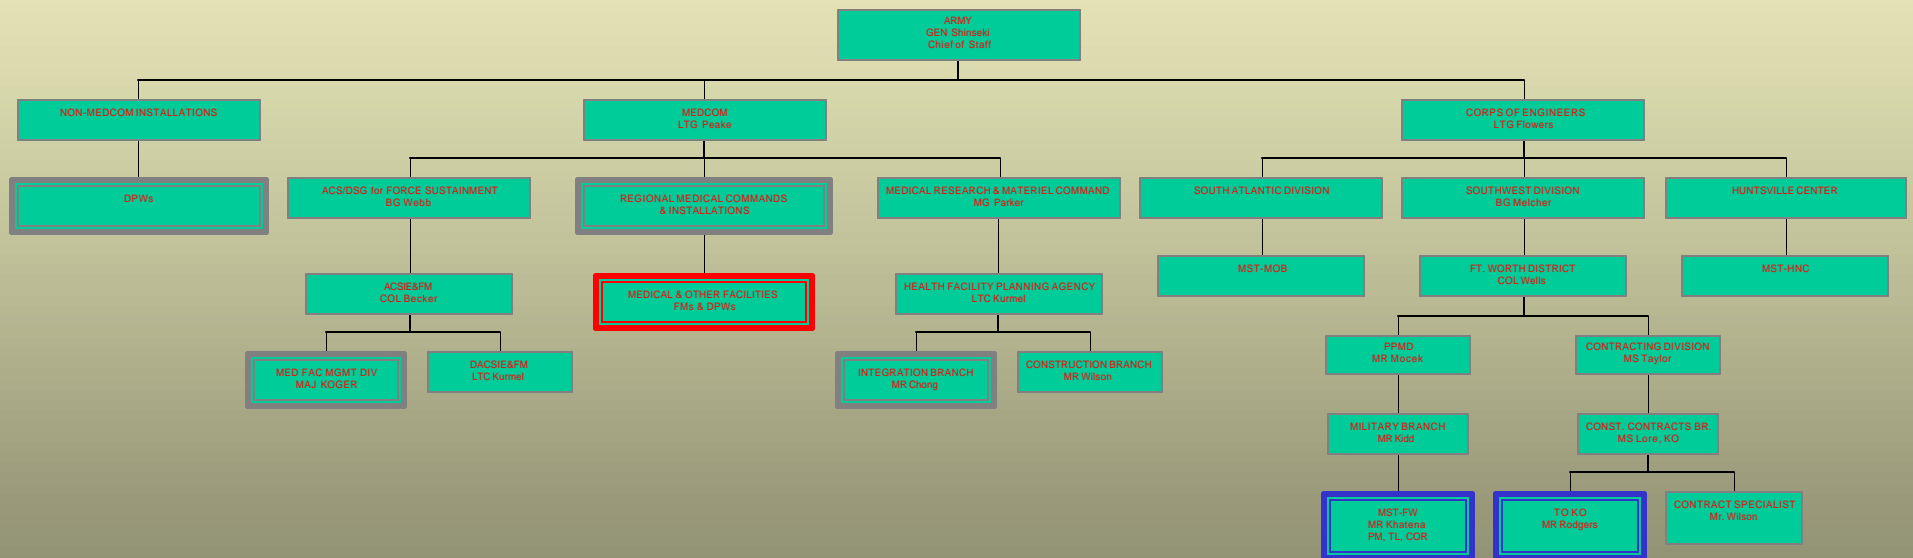 ARMY
GEN Shinseki
Chief of Staff
NON-MEDCOM INSTALLATIONS
MEDCOM
LTG Peake
CORPS OF ENGINEERS
LTG Flowers
DPWs
ACS/DSG for FORCE SUSTAINMENT
BG Webb
REGIONAL MEDICAL COMMANDS
& INSTALLATIONS
MEDICAL RESEARCH & MATERIEL COMMAND
MG Parker
SOUTH ATLANTIC DIVISION
SOUTHWEST DIVISION
BG Melcher
HUNTSVILLE CENTER
ACSIE&FM
COL Becker
MEDICAL & OTHER FACILITIES
FMs & DPWs
HEALTH FACILITY PLANNING AGENCY
LTC Kurmel
MST-MOB
FT. WORTH DISTRICT
COL Wells
MST-HNC
MED FAC MGMT DIV
MAJ KOGER
DACSIE&FM
LTC Kurmel
INTEGRATION BRANCH
MR Chong
CONSTRUCTION BRANCH
MR Wilson
PPMD
MR Mocek
CONTRACTING DIVISION
MS Taylor
MILITARY BRANCH
MR Kidd
CONST. CONTRACTS BR.
MS Lore, KO
MST-FW
MR Khatena
PM, TL, COR
TO KO
MR Rodgers
CONTRACT SPECIALIST
Mr. Wilson